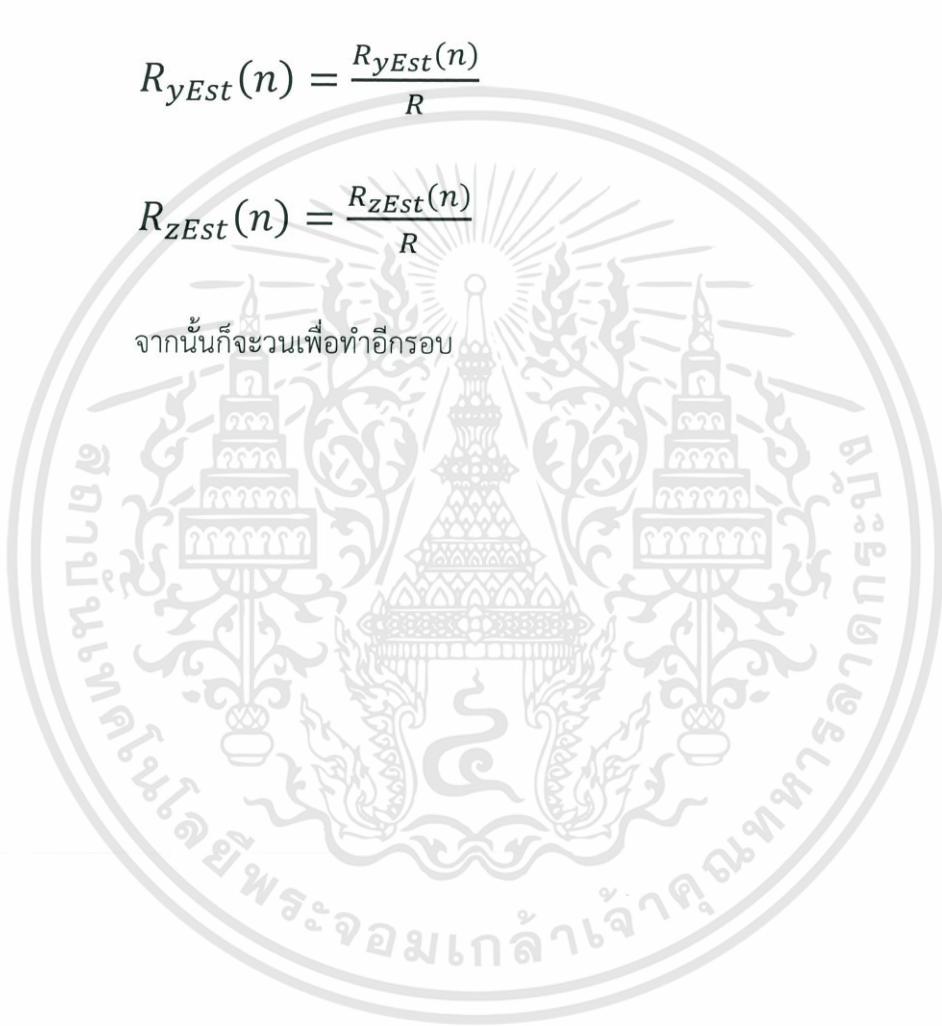 R_{yEst}(n) = \frac{R_{yEst}(n)}{R}
R_{zEst}(n) = \frac{R_{zEst}(n)}{R}
จากนั้นก็จะวนเพื่อทำอีกรอบ
สถาบันเทคโนโลยีพระจอมเกล้าเจ้าคุณทหารลาดกระบัง
๔